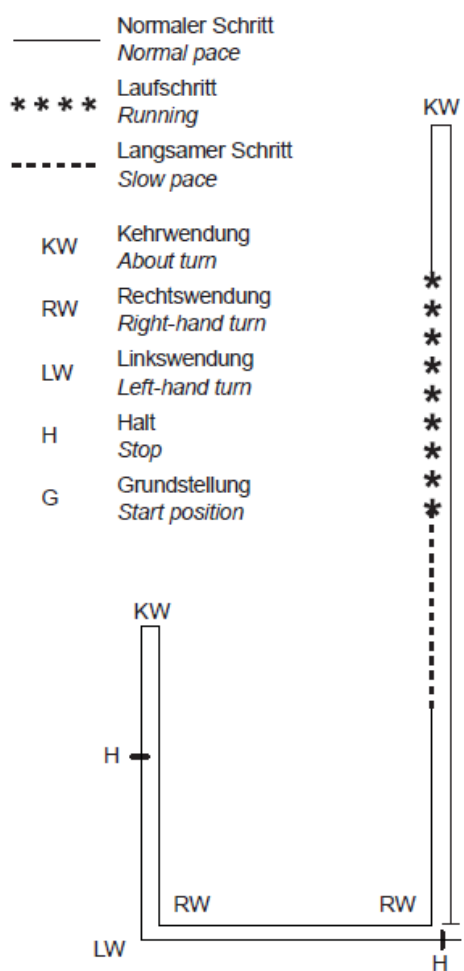 Normaler Schritt
Normal pace
* * * *
Laufschritt
Running
Langsamer Schritt
Slow pace
KW
Kehrwendung
About turn
RW
Rechtswendung
Right-hand turn
LW
Linkswendung
Left-hand turn
H
Halt
Stop
G
Grundstellung
Start position
KW
KW
H
RW
RW
LW
H